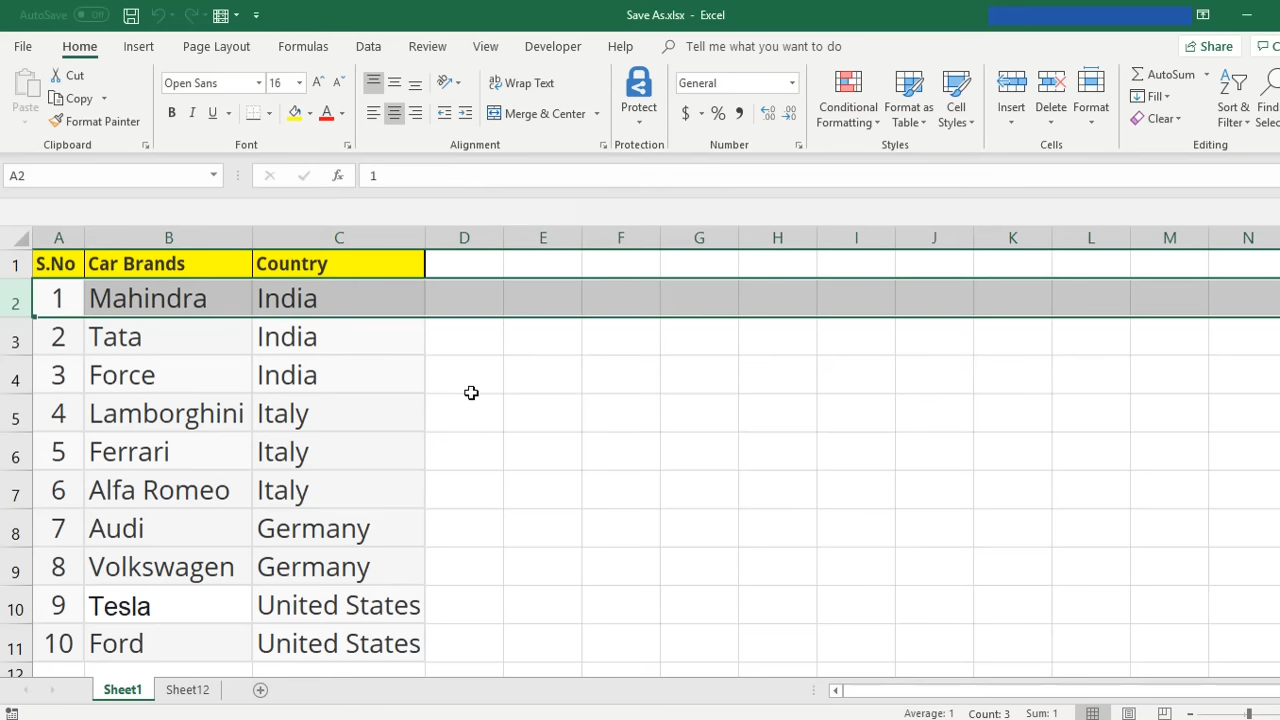 AutoSave Off Save As.xlsx - Excel
File Home Insert Page Layout Formulas Data Review View Developer Help Tell me what you want to do Share
Cut Open Sans 16 Wrap Text General AutoSum
Copy Fill
Paste Format Painter B I U A Merge & Center Protect $ % Conditional Formatting Format as Table Cell Styles Insert Delete Format Clear Sort & Filter
Clipboard Font Alignment Protection Number Styles Cells Editing
A2 fx 1
A B C D E F G H I J K L M N
1 S.No Car Brands Country
2 1 Mahindra India
3 2 Tata India
4 3 Force India
5 4 Lamborghini Italy
6 5 Ferrari Italy
7 6 Alfa Romeo Italy
8 7 Audi Germany
9 8 Volkswagen Germany
10 9 Tesla United States
11 10 Ford United States
12
Sheet1 Sheet12
Average: 1 Count: 3 Sum: 1